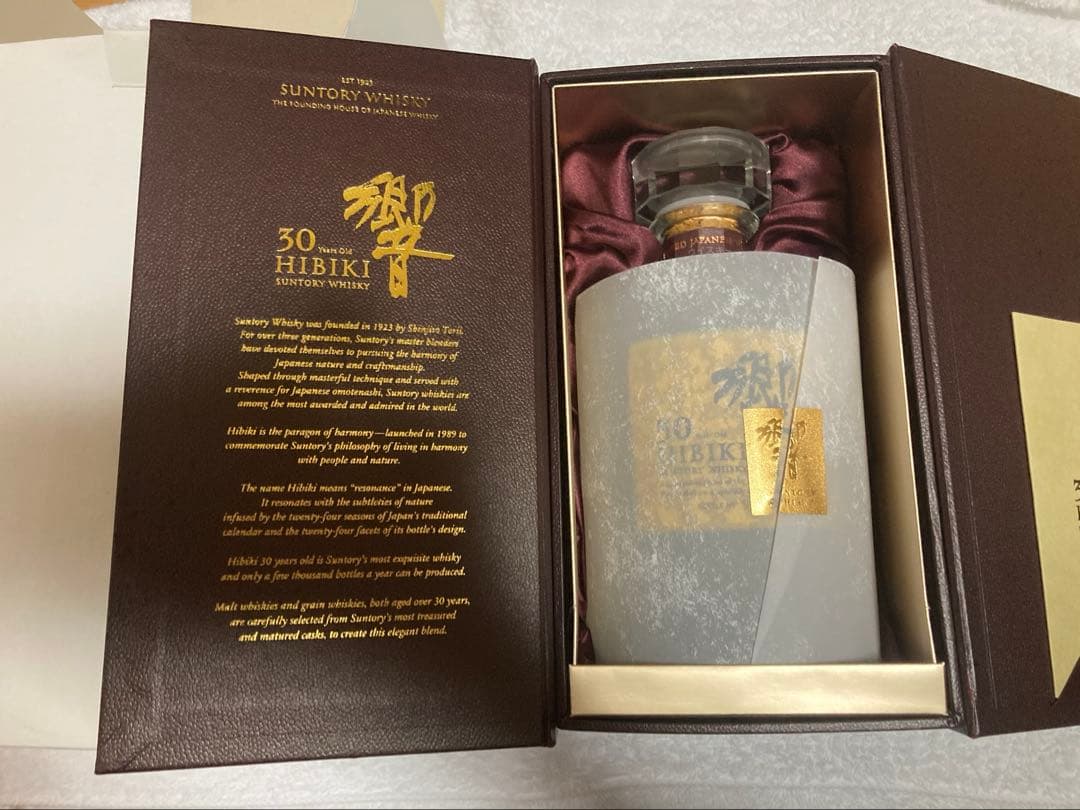 EST 1923
SUNTORY WHISKY
THE FOUNDING HOUSE OF JAPANESE WHISKY
響
30 Years Old
HIBIKI
SUNTORY WHISKY
Suntory Whisky was founded in 1923 by Shinjiro Torii.
For over three generations, Suntory's master blenders
have devoted themselves to pursuing the harmony of
Japanese nature and craftsmanship.
Shaped through masterful technique and served with
a reverence for Japanese omotenashi, Suntory whiskies are
among the most awarded and admired in the world.
Hibiki is the paragon of harmony—launched in 1989 to
commemorate Suntory's philosophy of living in harmony
with people and nature.
The name Hibiki means "resonance" in Japanese.
It resonates with the subtleties of nature
infused by the twenty-four seasons of Japan's traditional
calendar and the twenty-four facets of its bottle's design.
Hibiki 30 years old is Suntory's most exquisite whisky
and only a few thousand bottles a year can be produced.
Malt whiskies and grain whiskies, both aged over 30 years,
are carefully selected from Suntory's most treasured
and matured casks, to create this elegant blend.
響
30
HIBIKI
SUNTORY WHISKY
響